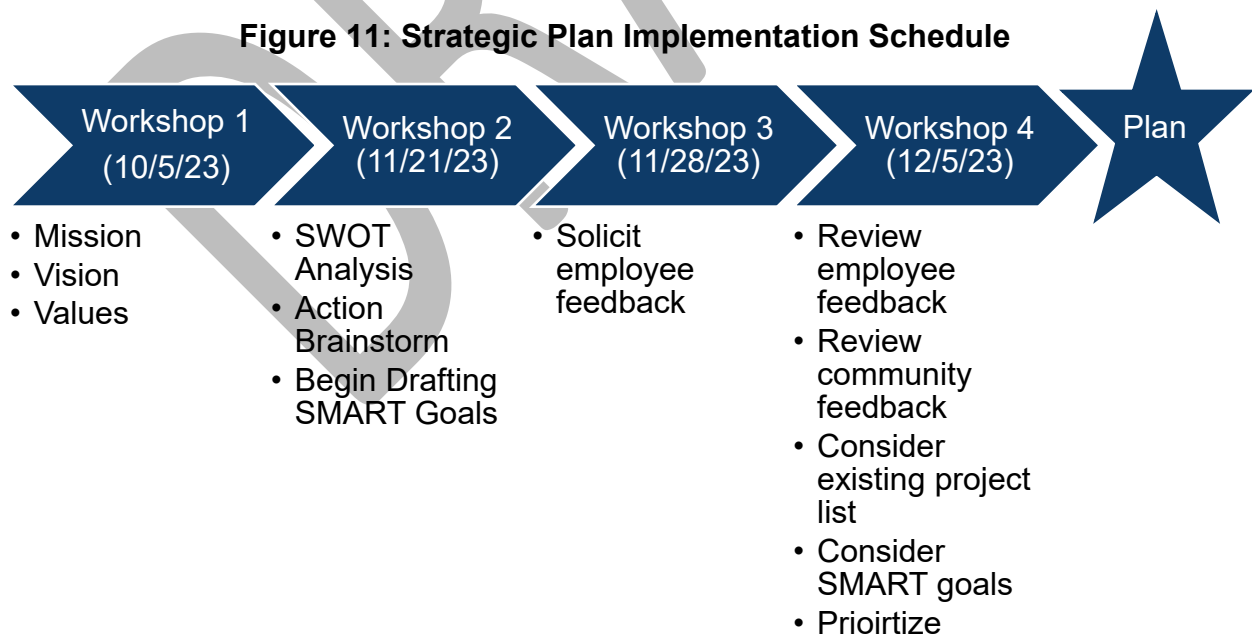 Figure 11: Strategic Plan Implementation Schedule
Workshop 1
(10/5/23)
Workshop 2
(11/21/23)
Workshop 3
(11/28/23)
Workshop 4
(12/5/23)
Plan
• Mission
• Vision
• Values
• SWOT
Analysis
• Action
Brainstorm
• Begin Drafting
SMART Goals
• Solicit
employee
feedback
• Review
employee
feedback
• Review
community
feedback
• Consider
existing project
list
• Consider
SMART goals
• Prioirtize